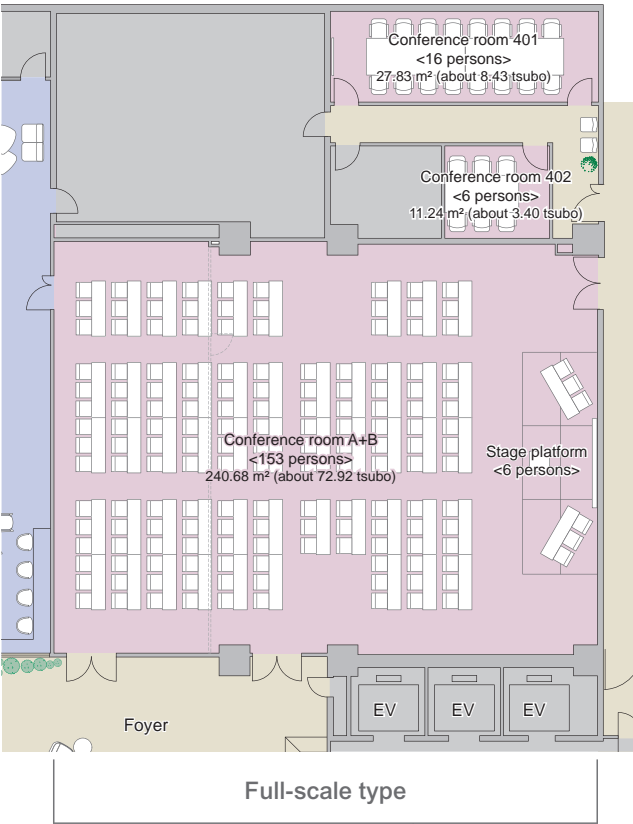 Conference room 401
<16 persons>
27.83 m² (about 8.43 tsubo)
Conference room 402
<6 persons>
11.24 m² (about 3.40 tsubo)
Conference room A+B
<153 persons>
240.68 m² (about 72.92 tsubo)
Stage platform
<6 persons>
EV
EV
EV
Foyer
Full-scale type